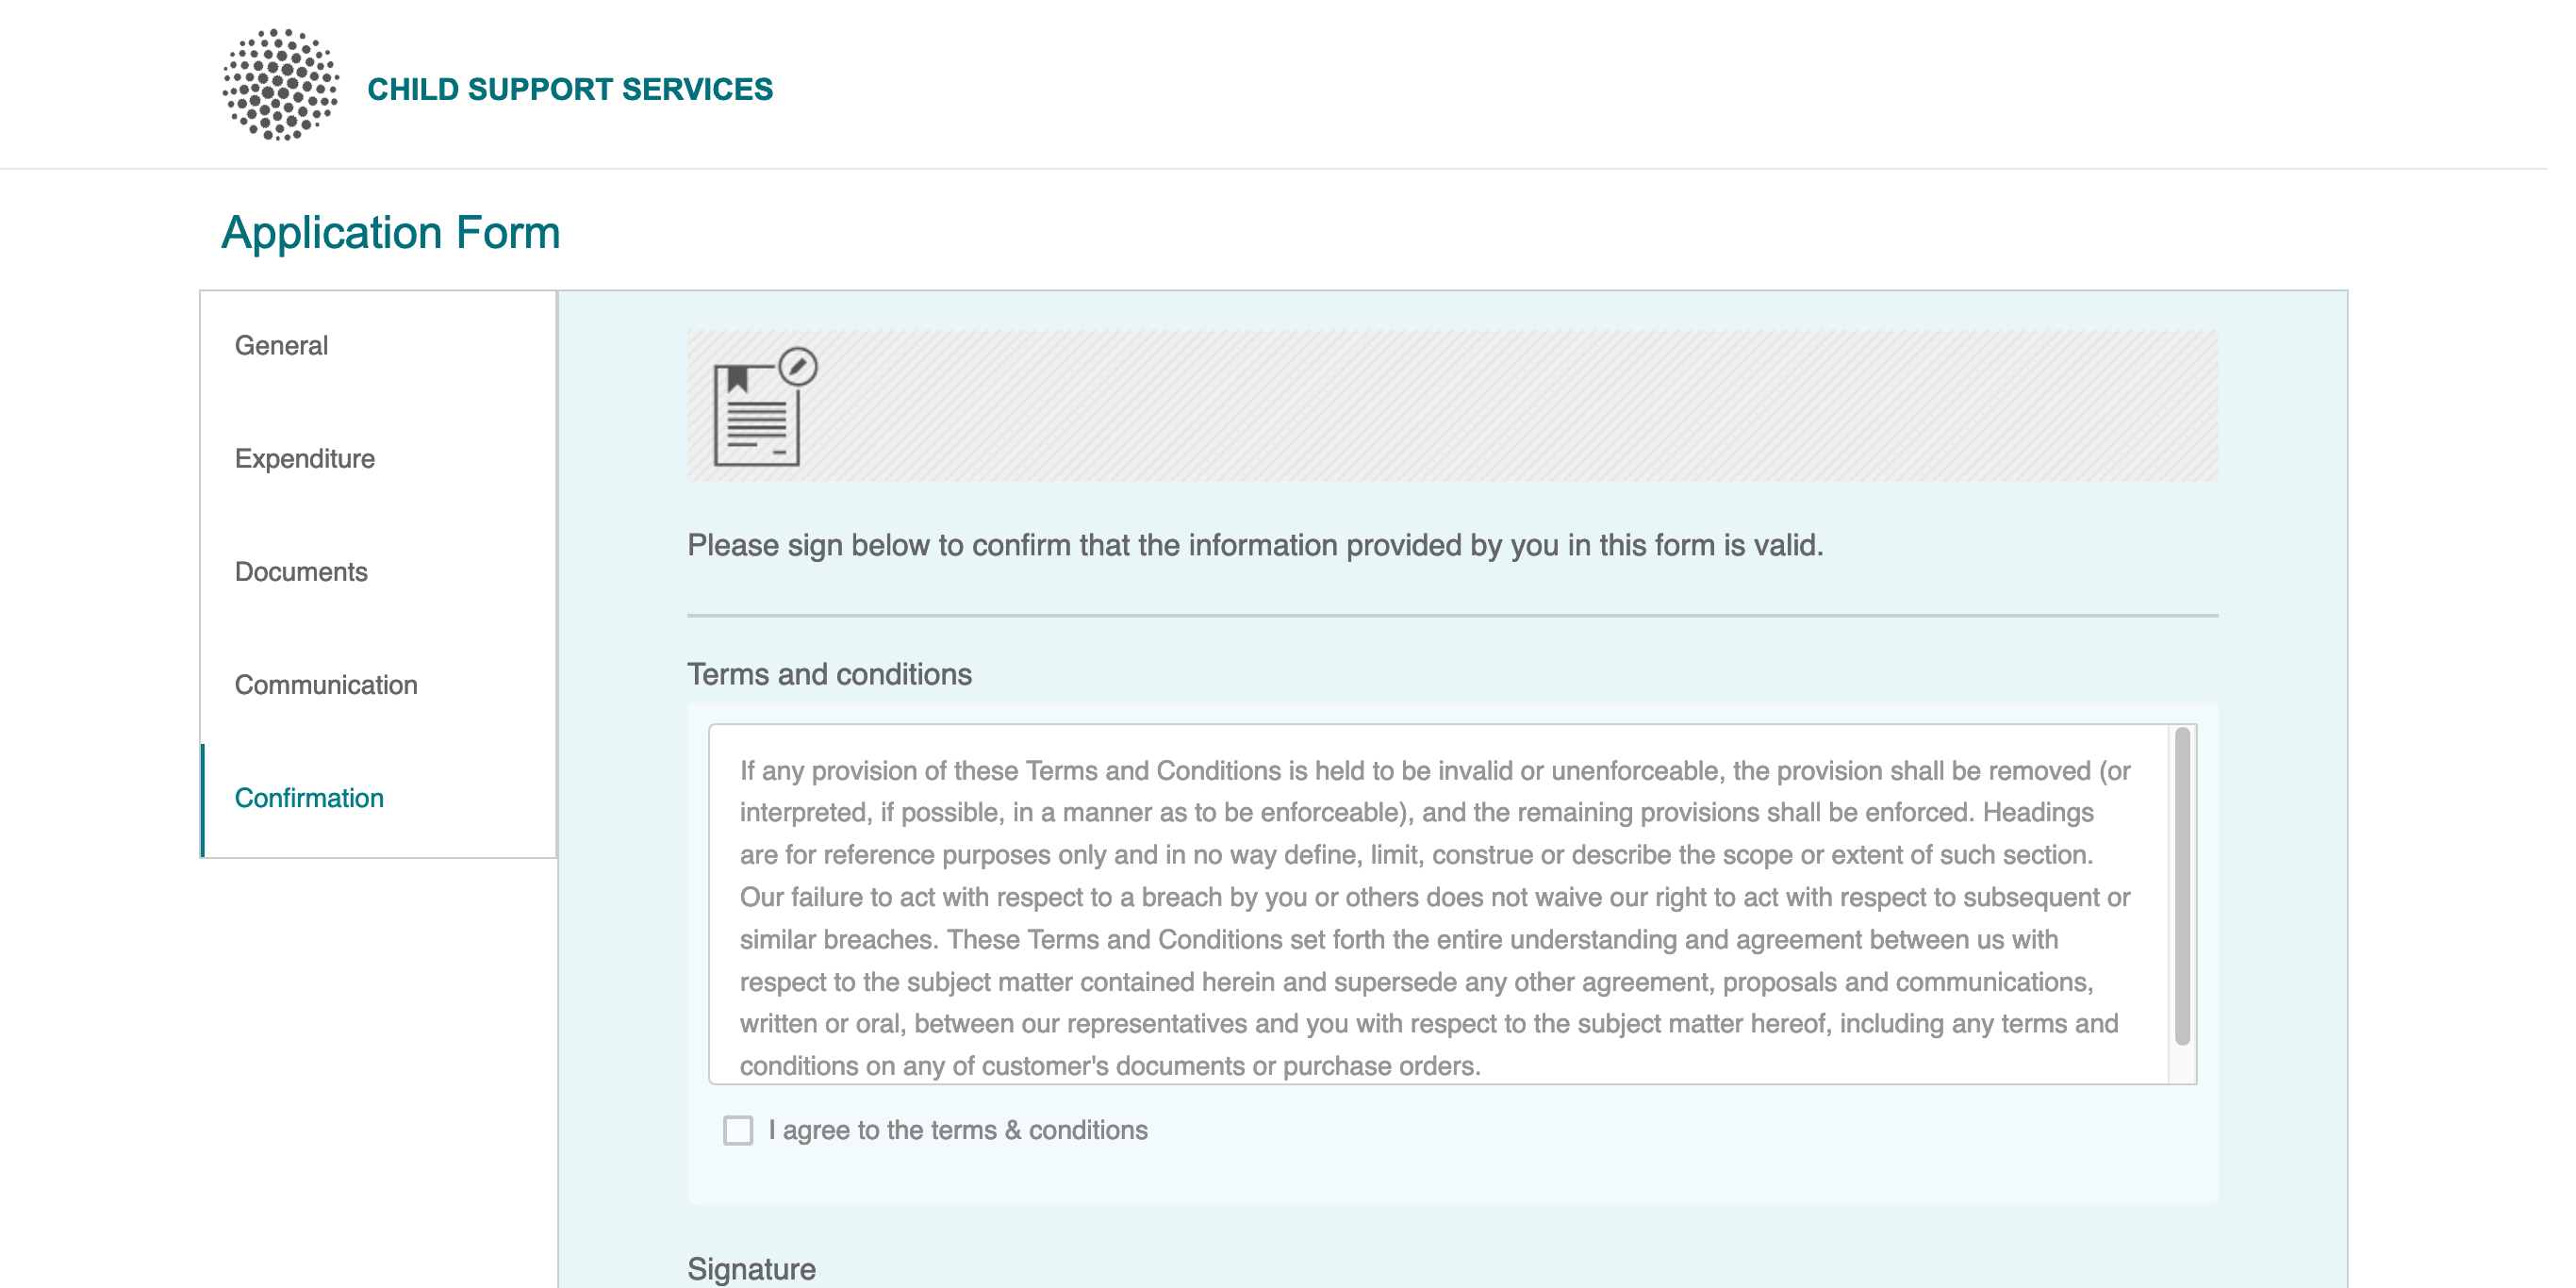 CHILD SUPPORT SERVICES
Application Form
General
Expenditure
Documents
Communication
Confirmation
Please sign below to confirm that the information provided by you in this form is valid.
Terms and conditions
If any provision of these Terms and Conditions is held to be invalid or unenforceable, the provision shall be removed (or
interpreted, if possible, in a manner as to be enforceable), and the remaining provisions shall be enforced. Headings
are for reference purposes only and in no way define, limit, construe or describe the scope or extent of such section.
Our failure to act with respect to a breach by you or others does not waive our right to act with respect to subsequent or
similar breaches. These Terms and Conditions set forth the entire understanding and agreement between us with
respect to the subject matter contained herein and supersede any other agreement, proposals and communications,
written or oral, between our representatives and you with respect to the subject matter hereof, including any terms and
conditions on any of customer's documents or purchase orders.
I agree to the terms & conditions
Signature